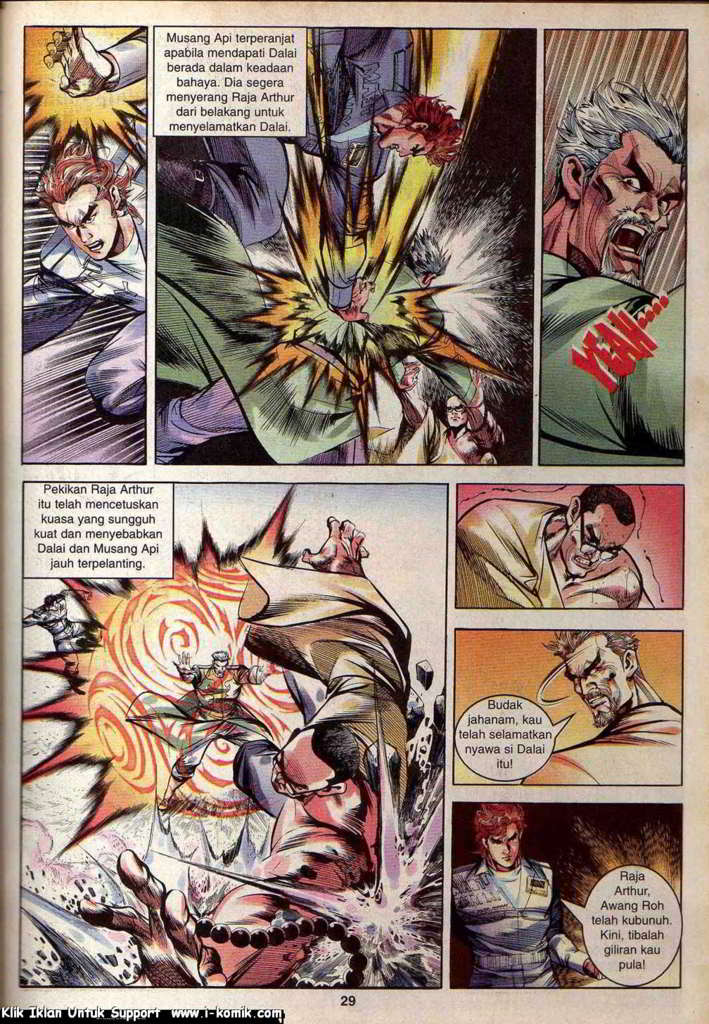 Musang Api terperanjat
apabila mendapati Dalai
berada dalam keadaan
bahaya. Dia segera
menyerang Raja Arthur
dari belakang untuk
menyelamatkan Dalai.
YEAH....
Pekikan Raja Arthur
itu telah mencetuskan
kuasa yang sungguh
kuat dan menyebabkan
Dalai dan Musang Api
jauh terpelanting.
Budak
jahanam, kau
telah selamatkan
nyawa si Dalai
itu!
Raja
Arthur,
Awang Roh
telah kubunuh.
Kini, tibalah
giliran kau
pula!
29
Klik Iklan Untuk Support www.i-komik.com